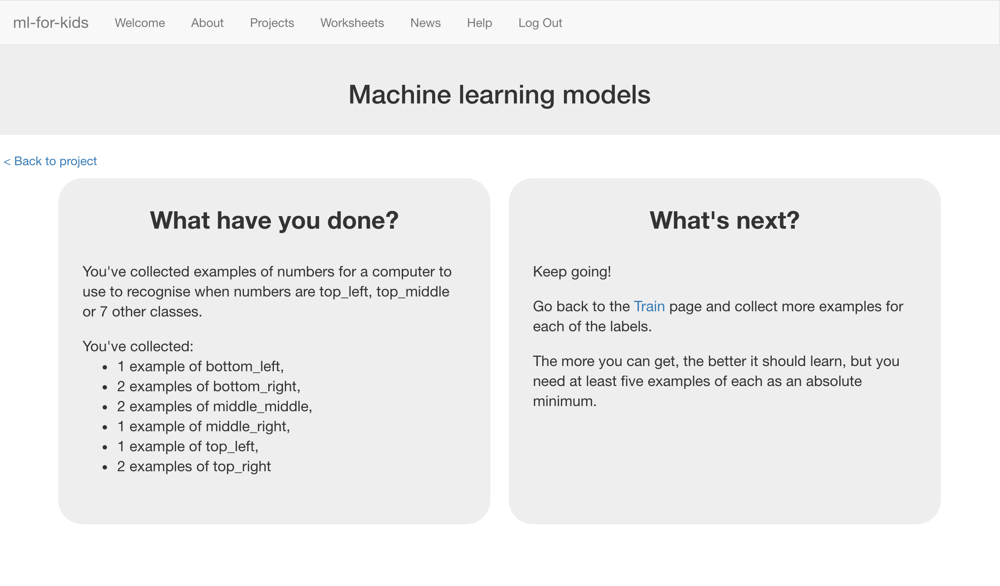 ml-for-kids Welcome About Projects Worksheets News Help Log Out
Machine learning models
< Back to project
What have you done?
You've collected examples of numbers for a computer to
use to recognise when numbers are top_left, top_middle
or 7 other classes.
You've collected:
• 1 example of bottom_left,
• 2 examples of bottom_right,
• 2 examples of middle_middle,
• 1 example of middle_right,
• 1 example of top_left,
• 2 examples of top_right
What's next?
Keep going!
Go back to the Train page and collect more examples for
each of the labels.
The more you can get, the better it should learn, but you
need at least five examples of each as an absolute
minimum.